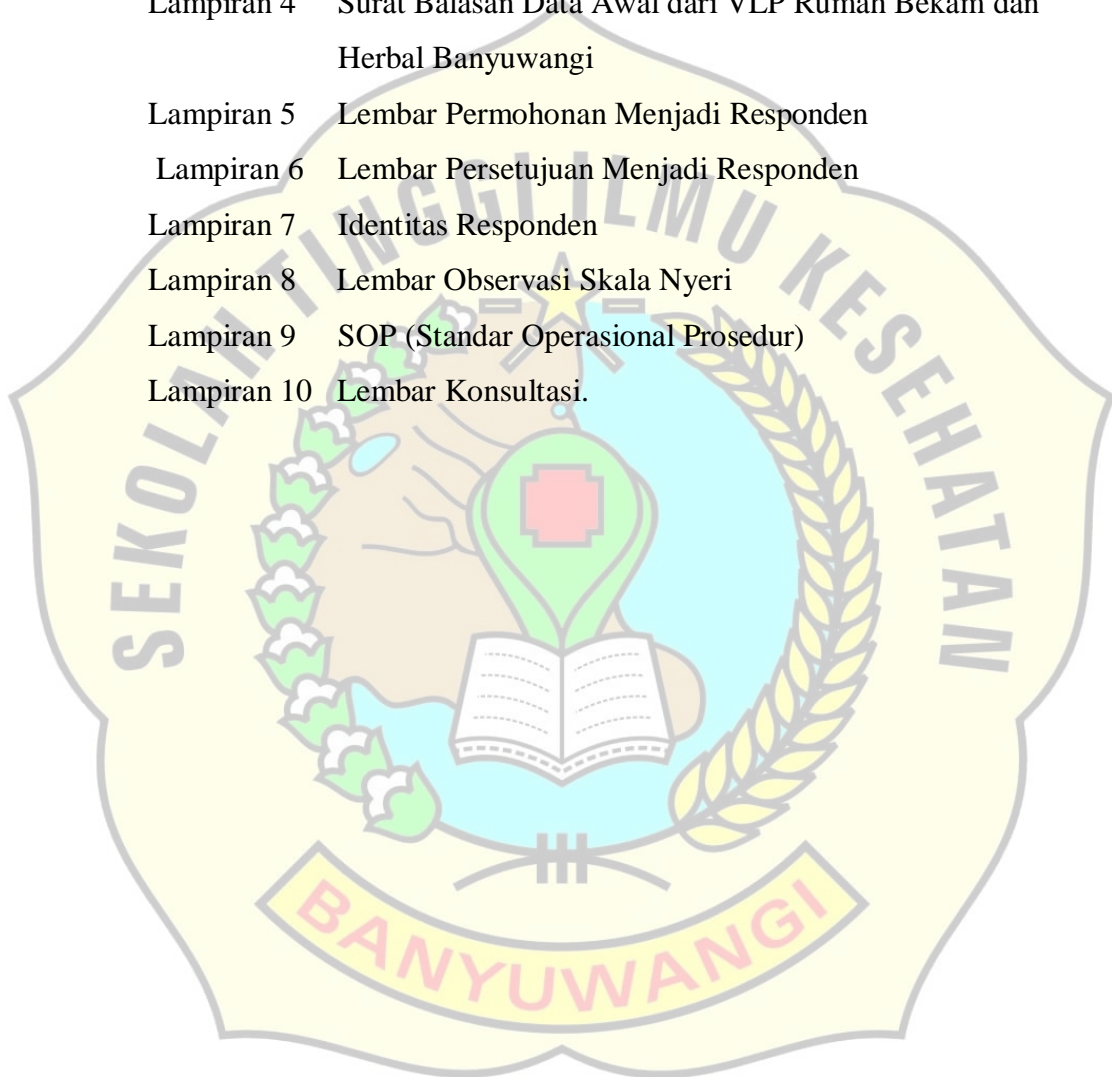 Lampiran 4 Surat Balasan Data Awal dari VLP Rumah Bekam dan
Herbal Banyuwangi
Lampiran 5 Lembar Permohonan Menjadi Responden
Lampiran 6 Lembar Persetujuan Menjadi Responden
Lampiran 7 Identitas Responden
Lampiran 8 Lembar Observasi Skala Nyeri
Lampiran 9 SOP (Standar Operasional Prosedur)
Lampiran 10 Lembar Konsultasi.
SEKOLAH TINGGI ILMU KESEHATAN
BANYUWANGI